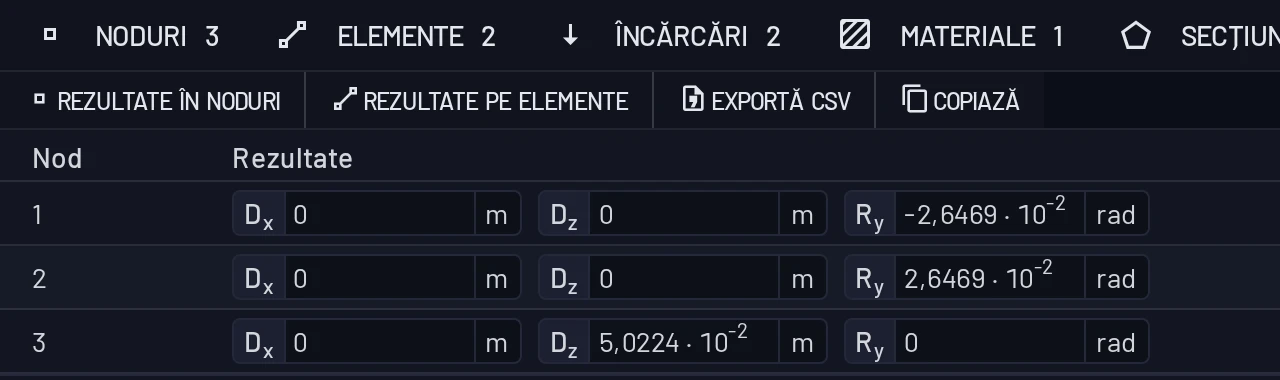 NODURI 3 ELEMENTE 2 ÎNCĂRCĂRI 2 MATERIALE 1 SECȚIUN
REZULTATE ÎN NODURI REZULTATE PE ELEMENTE EXPORTĂ CSV COPIAZĂ
Nod Rezultate
1 Dx 0 m Dz 0 m Ry -2,6469 · 10^-2 rad
2 Dx 0 m Dz 0 m Ry 2,6469 · 10^-2 rad
3 Dx 0 m Dz 5,0224 · 10^-2 m Ry 0 rad